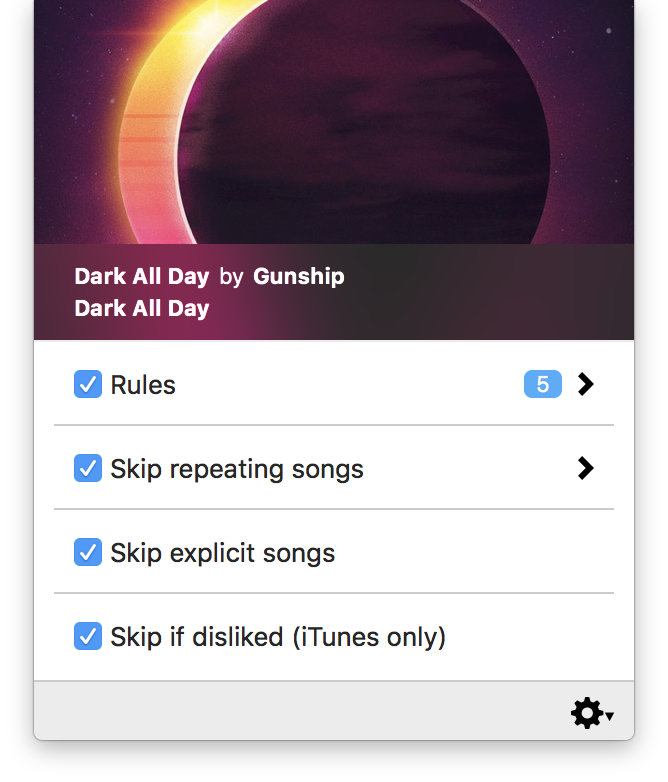 Dark All Day by Gunship
Dark All Day
Rules 5
Skip repeating songs
Skip explicit songs
Skip if disliked (iTunes only)